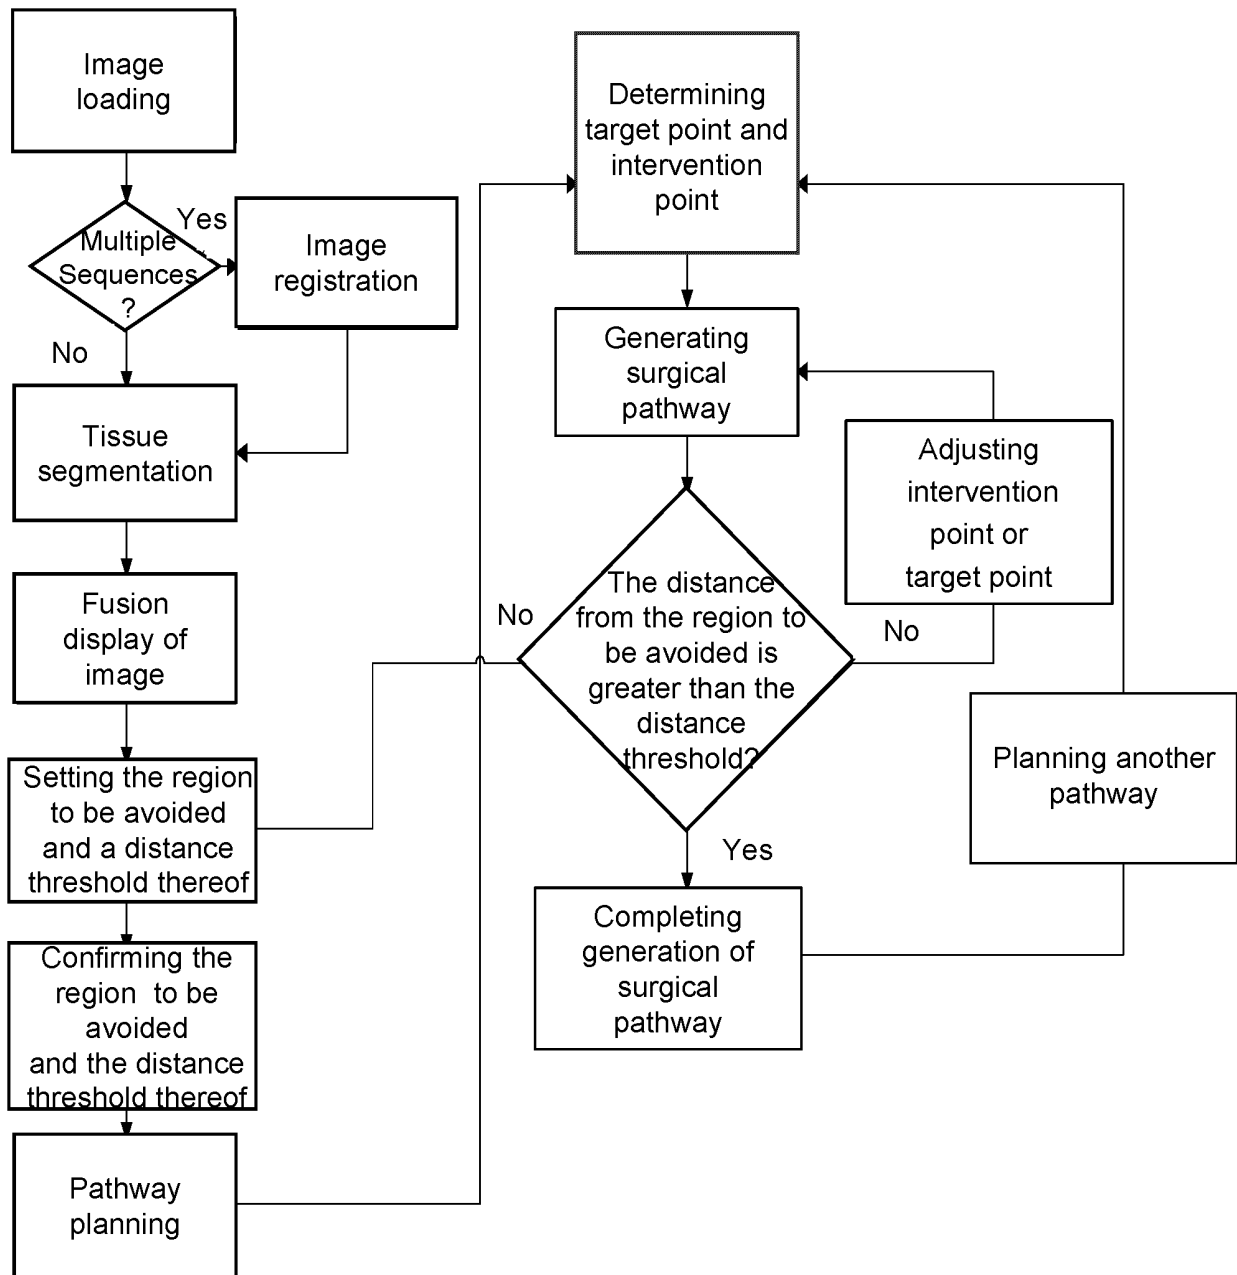 Image
loading
Yes
Multiple
Sequences
?
Image
registration
No
Tissue
segmentation
Fusion
display of
image
Setting the region
to be avoided
and a distance
threshold thereof
Confirming the
region to be
avoided
and the distance
threshold thereof
Pathway
planning
Determining
target point and
intervention
point
Generating
surgical
pathway
Adjusting
intervention
point or
target point
No
The distance
from the region to
be avoided is
greater than the
distance
threshold?
No
Yes
Planning another
pathway
Completing
generation of
surgical
pathway